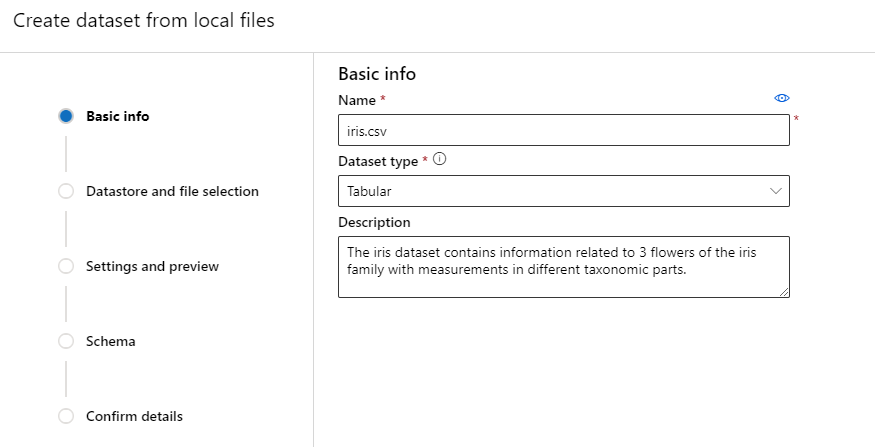 Create dataset from local files
Basic info
Datastore and file selection
Settings and preview
Schema
Confirm details
Basic info
Name *
iris.csv
*
Dataset type *
Tabular
Description
The iris dataset contains information related to 3 flowers of the iris
family with measurements in different taxonomic parts.